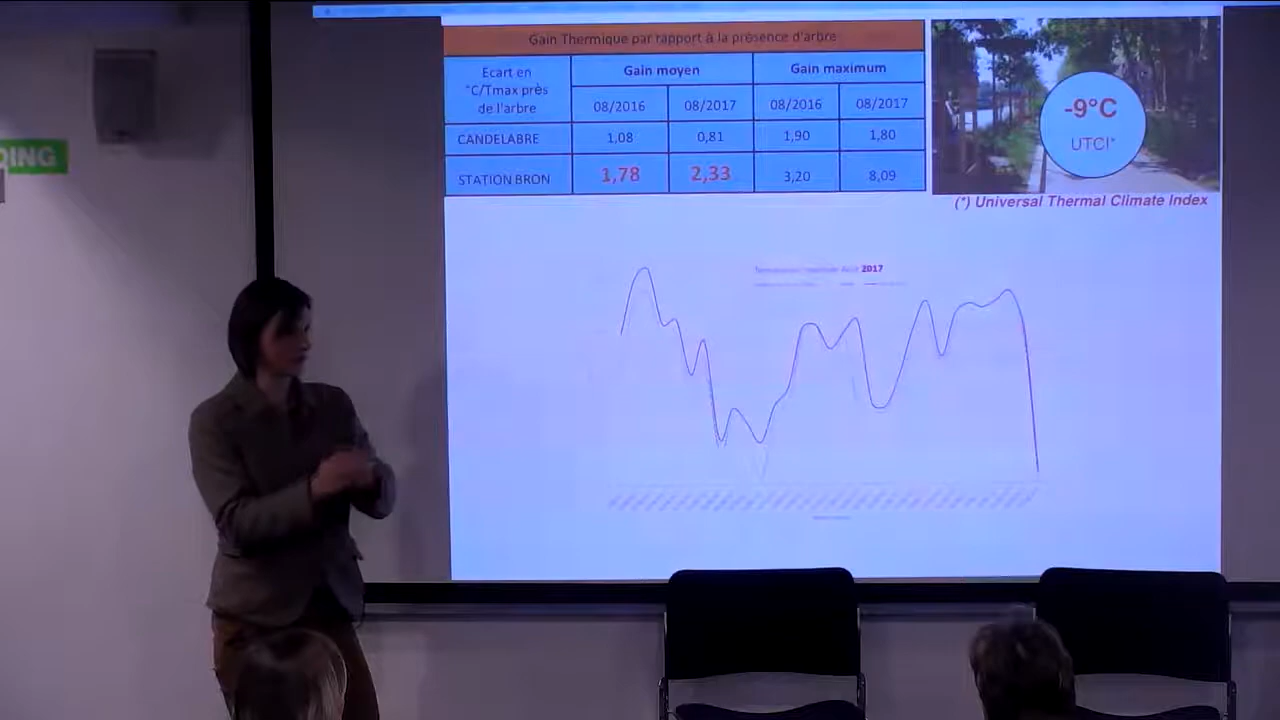 DING
Gain Thermique par rapport à la présence d'arbre
Ecart en
°C/Tmax près
de l'arbre
Gain moyen
Gain maximum
08/2016
08/2017
08/2016
08/2017
CANDELABRE
1,08
0,81
1,90
1,80
STATION BRON
1,78
2,33
3,20
8,09
-9°C
UTCI*
(*) Universal Thermal Climate Index
2017